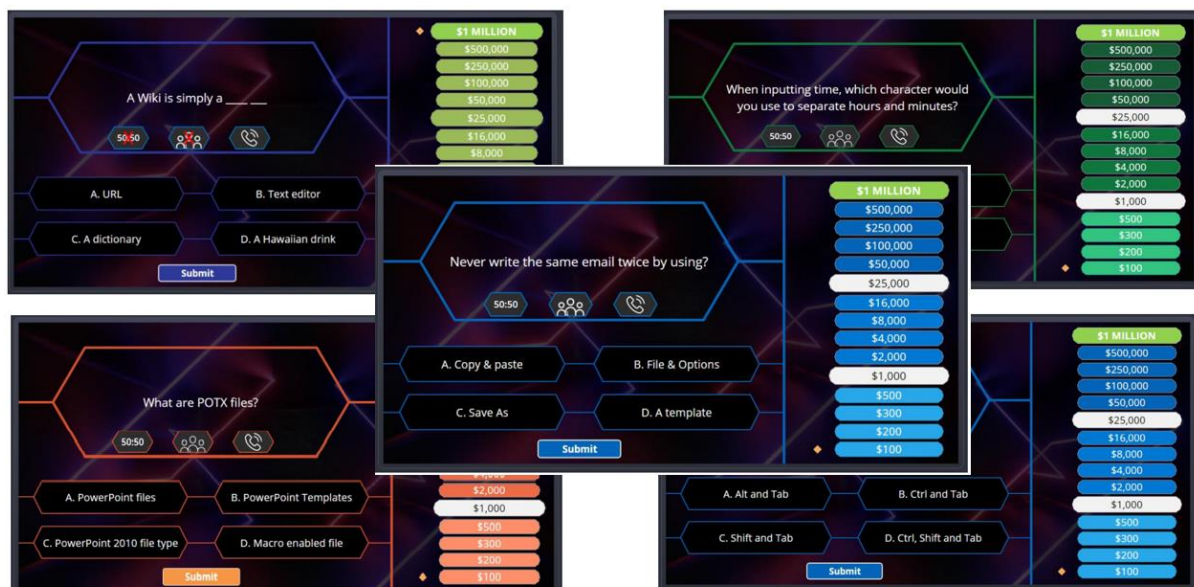 A Wiki is simply a ___ ___
50:50
A. URL
B. Text editor
C. A dictionary
D. A Hawaiian drink
Submit
$1 MILLION
$500,000
$250,000
$100,000
$50,000
$25,000
$16,000
$8,000
When inputting time, which character would
you use to separate hours and minutes?
50:50
$1 MILLION
$500,000
$250,000
$100,000
$50,000
$25,000
$16,000
$8,000
$4,000
$2,000
$1,000
$500
$300
$200
$100
Never write the same email twice by using?
50:50
A. Copy & paste
B. File & Options
C. Save As
D. A template
Submit
$1 MILLION
$500,000
$250,000
$100,000
$50,000
$25,000
$16,000
$8,000
$4,000
$2,000
$1,000
$500
$300
$200
$100
What are POTX files?
50:50
A. PowerPoint files
B. PowerPoint Templates
C. PowerPoint 2010 file type
D. Macro enabled file
Submit
$2,000
$1,000
$500
$300
$200
$100
A. Alt and Tab
B. Ctrl and Tab
C. Shift and Tab
D. Ctrl, Shift and Tab
Submit
$1 MILLION
$500,000
$250,000
$100,000
$50,000
$25,000
$16,000
$8,000
$4,000
$2,000
$1,000
$500
$300
$200
$100